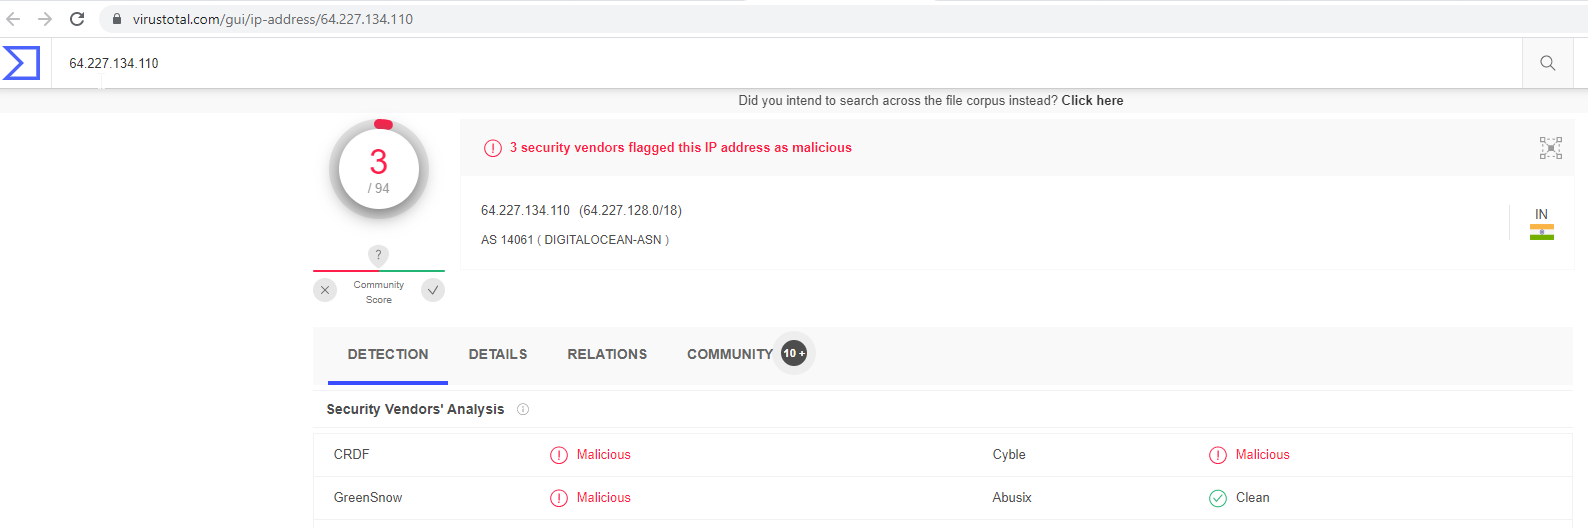 virustotal.com/gui/ip-address/64.227.134.110
64.227.134.110
Did you intend to search across the file corpus instead? Click here
3
/ 94
3 security vendors flagged this IP address as malicious
64.227.134.110 (64.227.128.0/18)
AS 14061 ( DIGITALOCEAN-ASN )
IN
?
Community
Score
DETECTION DETAILS RELATIONS COMMUNITY 10 +
Security Vendors' Analysis
CRDF Malicious Cyble Malicious
GreenSnow Malicious Abusix Clean